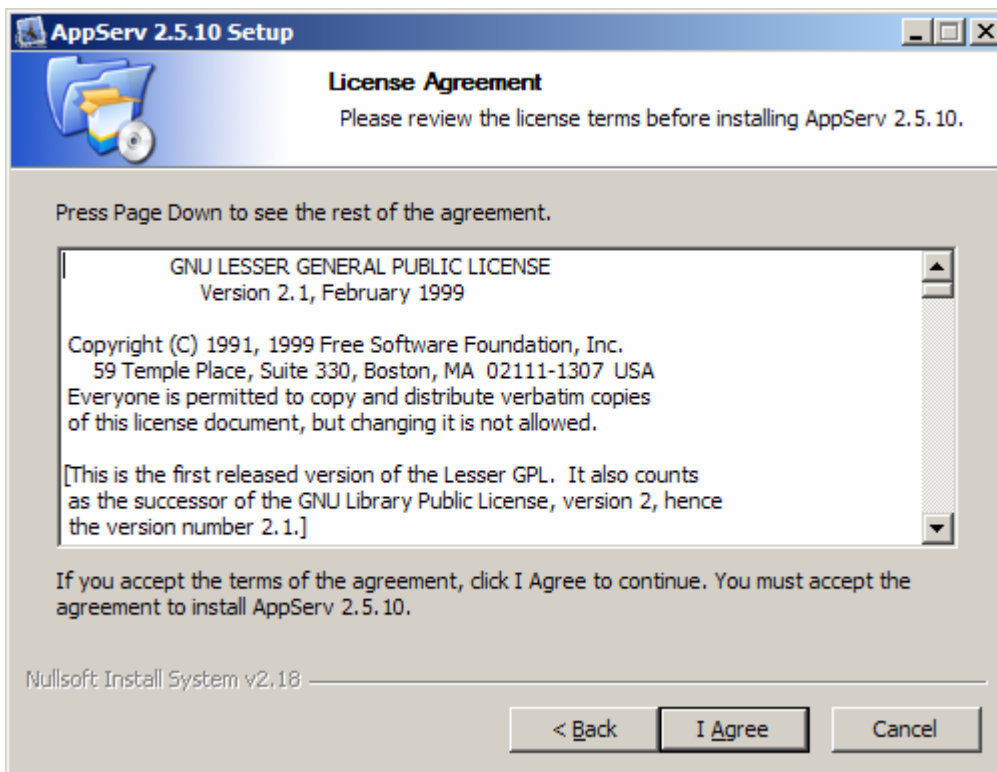 AppServ 2.5.10 Setup
License Agreement
Please review the license terms before installing AppServ 2.5.10.
Press Page Down to see the rest of the agreement.
GNU LESSER GENERAL PUBLIC LICENSE
Version 2.1, February 1999
Copyright (C) 1991, 1999 Free Software Foundation, Inc.
59 Temple Place, Suite 330, Boston, MA  02111-1307  USA
Everyone is permitted to copy and distribute verbatim copies
of this license document, but changing it is not allowed.
[This is the first released version of the Lesser GPL.  It also counts
as the successor of the GNU Library Public License, version 2, hence
the version number 2.1.]
If you accept the terms of the agreement, click I Agree to continue. You must accept the
agreement to install AppServ 2.5.10.
Nullsoft Install System v2.18
< Back
I Agree
Cancel